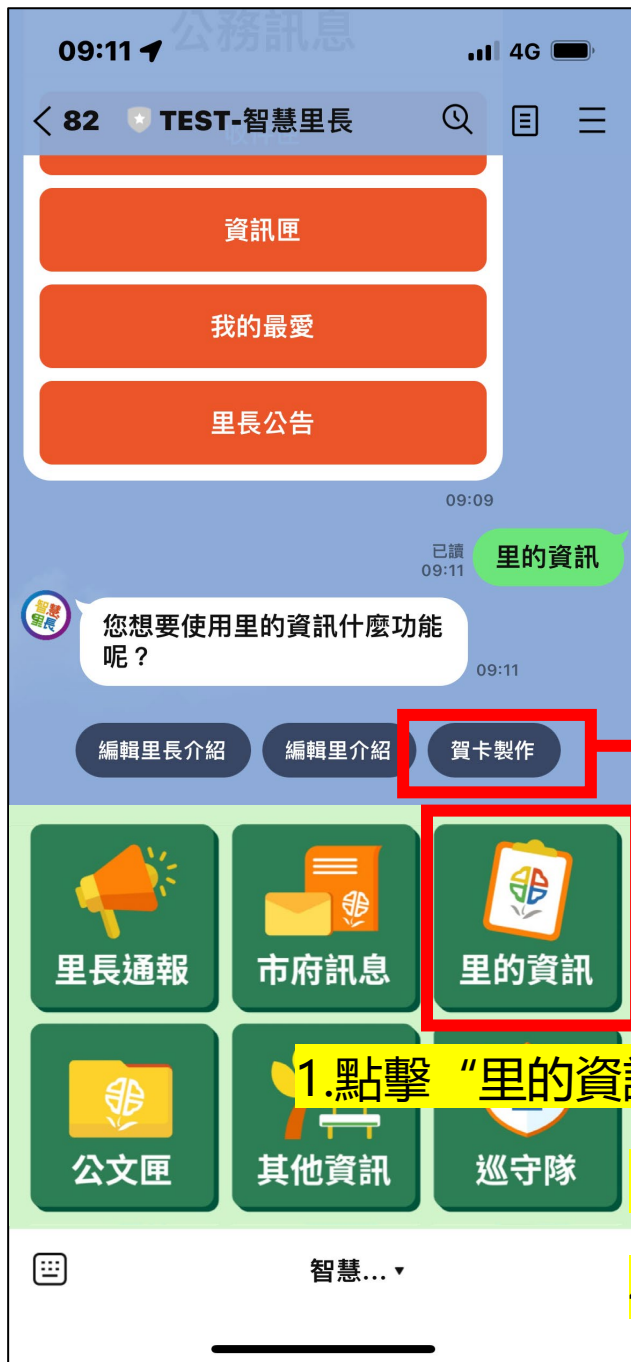 公務訊息
09:11
4G
82 TEST-智慧里長
資訊匣
我的最愛
里長公告
09:09
已讀
09:11
里的資訊
智慧
里長
您想要使用里的資訊什麼功能
呢？
09:11
編輯里長介紹 編輯里介紹 賀卡製作
里長通報 市府訊息 里的資訊
1.點擊“里的資
公文匣 其他資訊 巡守隊
智慧...